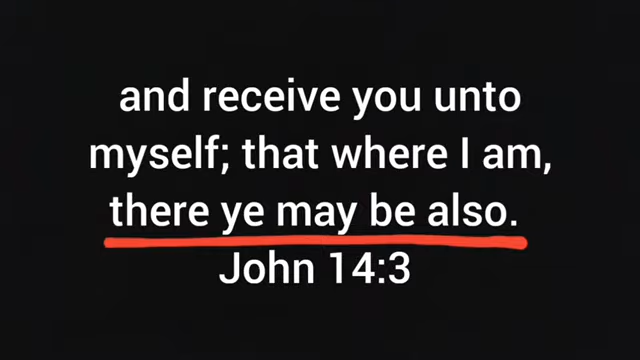 and receive you unto
myself; that where I am,
there ye may be also.
John 14:3